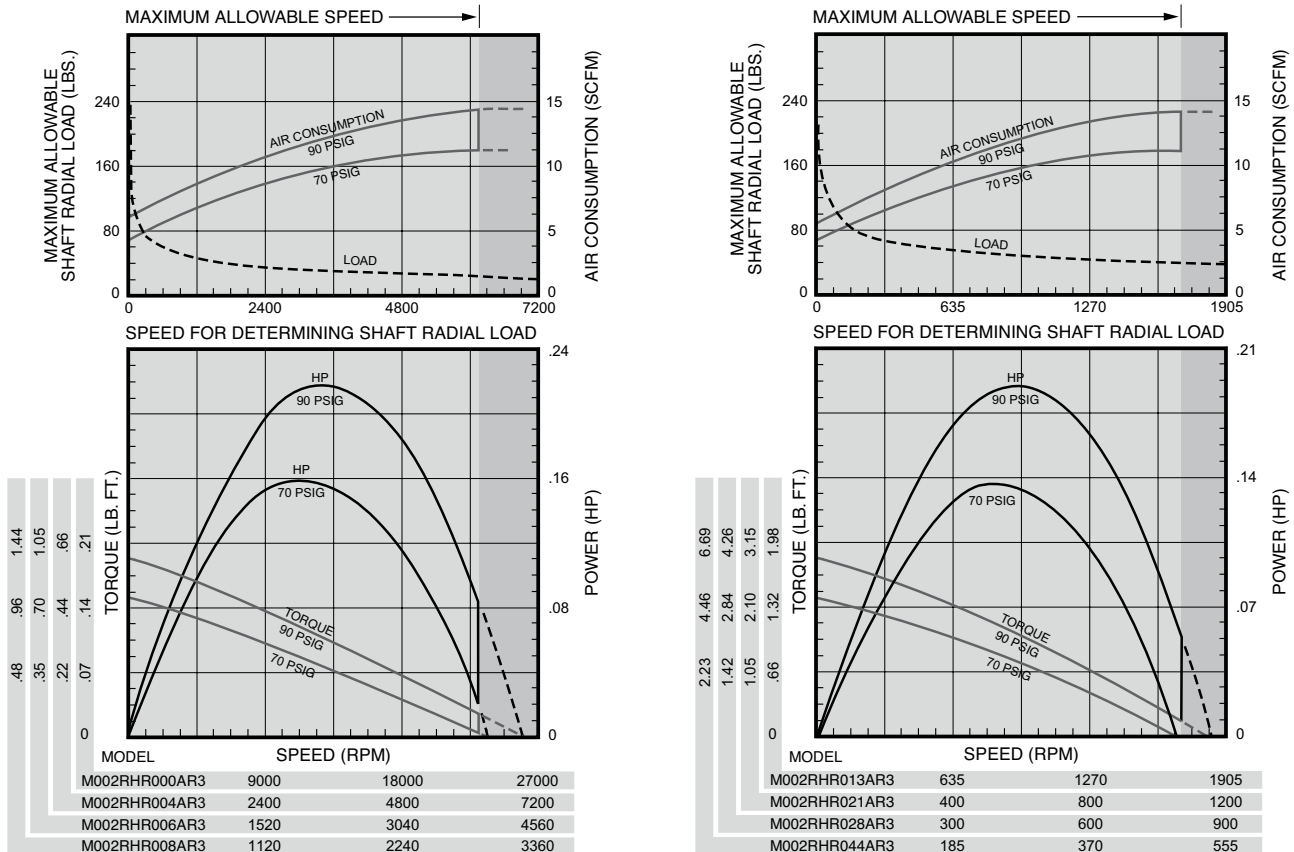 MAXIMUM ALLOWABLE SPEED
MAXIMUM ALLOWABLE
SHAFT RADIAL LOAD (LBS.)
240
160
80
0
AIR CONSUMPTION
90 PSIG
70 PSIG
LOAD
15
10
5
0
AIR CONSUMPTION (SCFM)
0 2400 4800 7200
SPEED FOR DETERMINING SHAFT RADIAL LOAD
HP
90 PSIG
HP
70 PSIG
TORQUE
90 PSIG
70 PSIG
.24
.16
.08
0
POWER (HP)
TORQUE (LB. FT.)
1.44 1.05 .66 .21
.96 .70 .44 .14
.48 .35 .22 .07
0
MODEL SPEED (RPM)
M002RHR000AR3 9000 18000 27000
M002RHR004AR3 2400 4800 7200
M002RHR006AR3 1520 3040 4560
M002RHR008AR3 1120 2240 3360
MAXIMUM ALLOWABLE SPEED
MAXIMUM ALLOWABLE
SHAFT RADIAL LOAD (LBS.)
240
160
80
0
AIR CONSUMPTION
90 PSIG
70 PSIG
LOAD
15
10
5
0
AIR CONSUMPTION (SCFM)
0 635 1270 1905
SPEED FOR DETERMINING SHAFT RADIAL LOAD
HP
90 PSIG
70 PSIG
TORQUE
90 PSIG
70 PSIG
.21
.14
.07
0
POWER (HP)
TORQUE (LB. FT.)
6.69 4.26 3.15 1.98
4.46 2.84 2.10 1.32
2.23 1.42 1.05 .66
0
MODEL SPEED (RPM)
M002RHR013AR3 635 1270 1905
M002RHR021AR3 400 800 1200
M002RHR028AR3 300 600 900
M002RHR044AR3 185 370 555